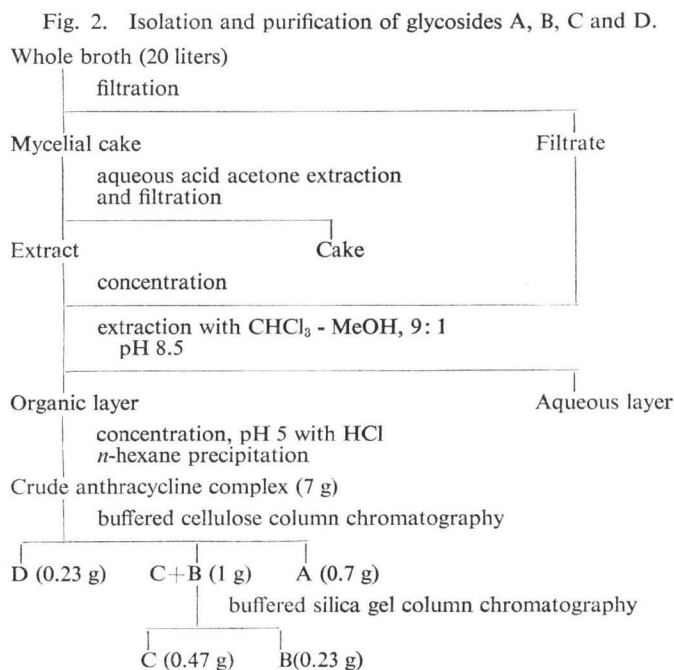 Fig. 2. Isolation and purification of glycosides A, B, C and D.
Whole broth (20 liters)
filtration
Mycelial cake Filtrate
aqueous acid acetone extraction
and filtration
Extract Cake
concentration
extraction with CHCl₃ - MeOH, 9: 1
pH 8.5
Organic layer Aqueous layer
concentration, pH 5 with HCl
n-hexane precipitation
Crude anthracycline complex (7 g)
buffered cellulose column chromatography
D (0.23 g) C+B (1 g) A (0.7 g)
buffered silica gel column chromatography
C (0.47 g) B(0.23 g)